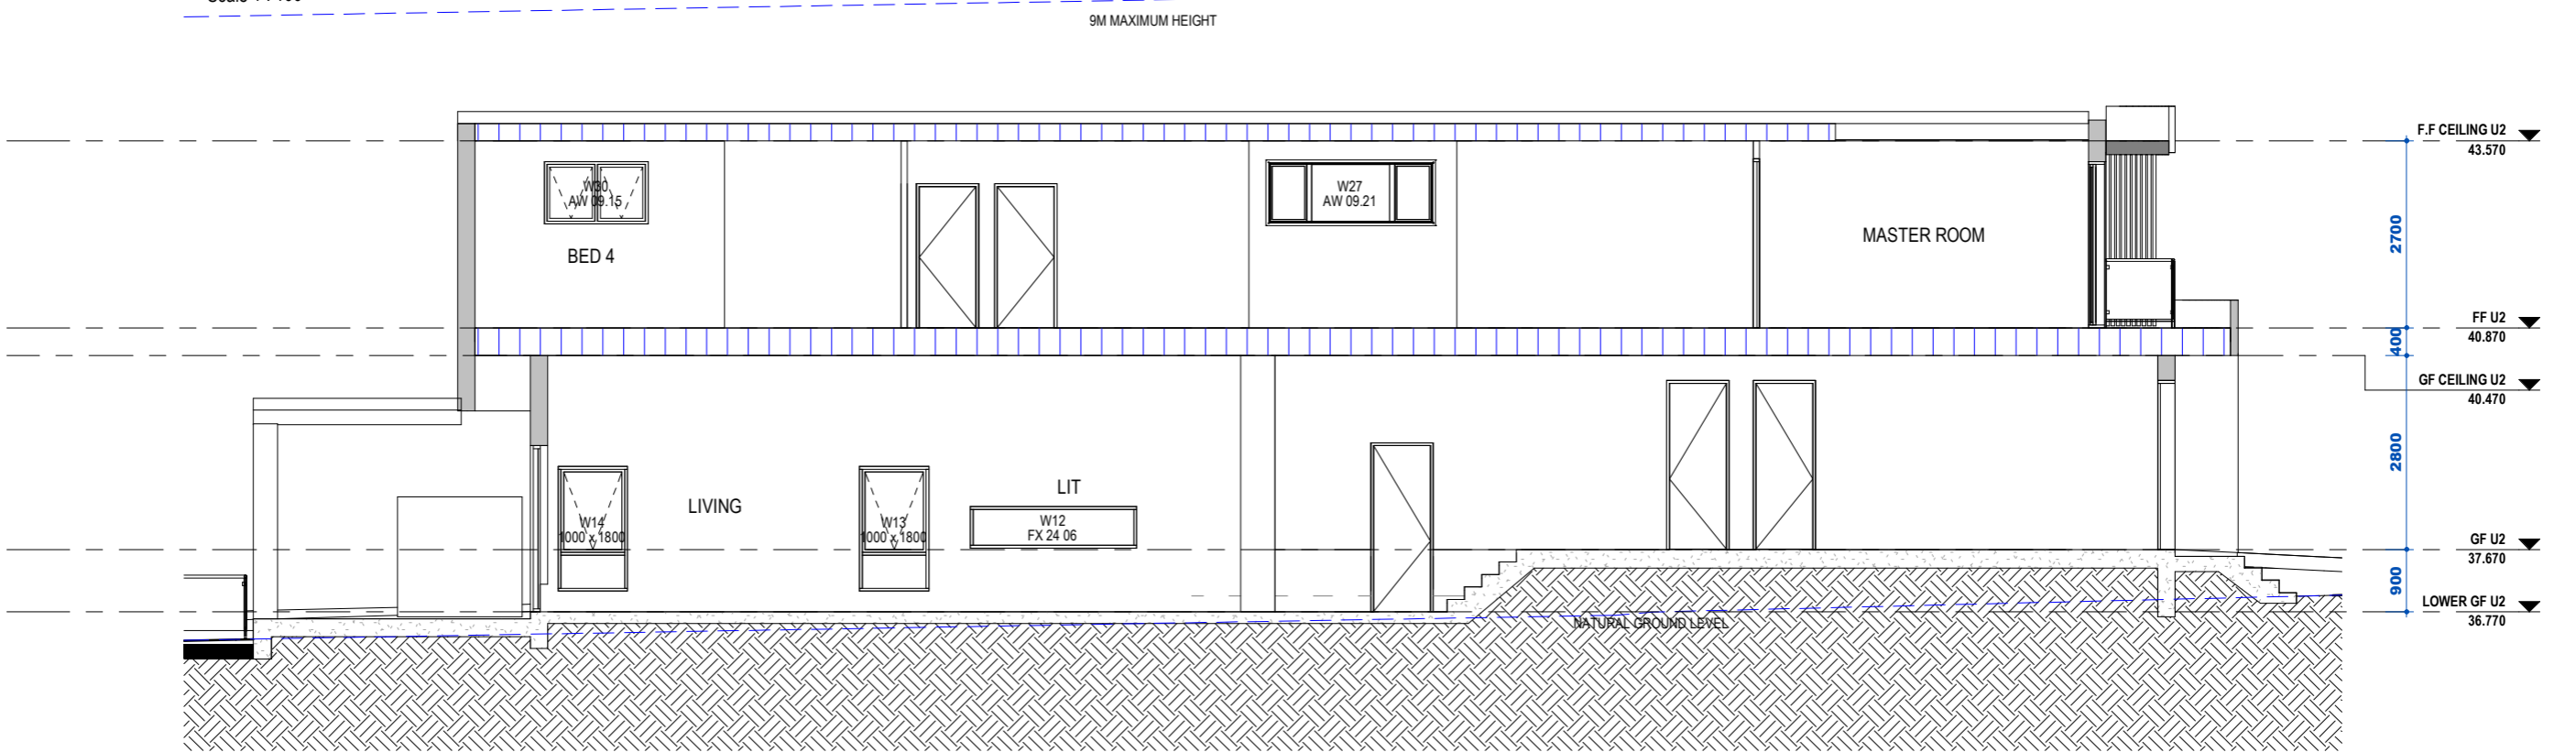 9M MAXIMUM HEIGHT
F.F CEILING U2
43.570
W30
AW 09.15
W27
AW 09.21
BED 4
MASTER ROOM
2700
FF U2
40.870
400
GF CEILING U2
40.470
2800
LIVING
LIT
W14
1000 x 1800
W13
1000 x 1800
W12
FX 24 06
GF U2
37.670
900
LOWER GF U2
36.770
NATURAL GROUND LEVEL